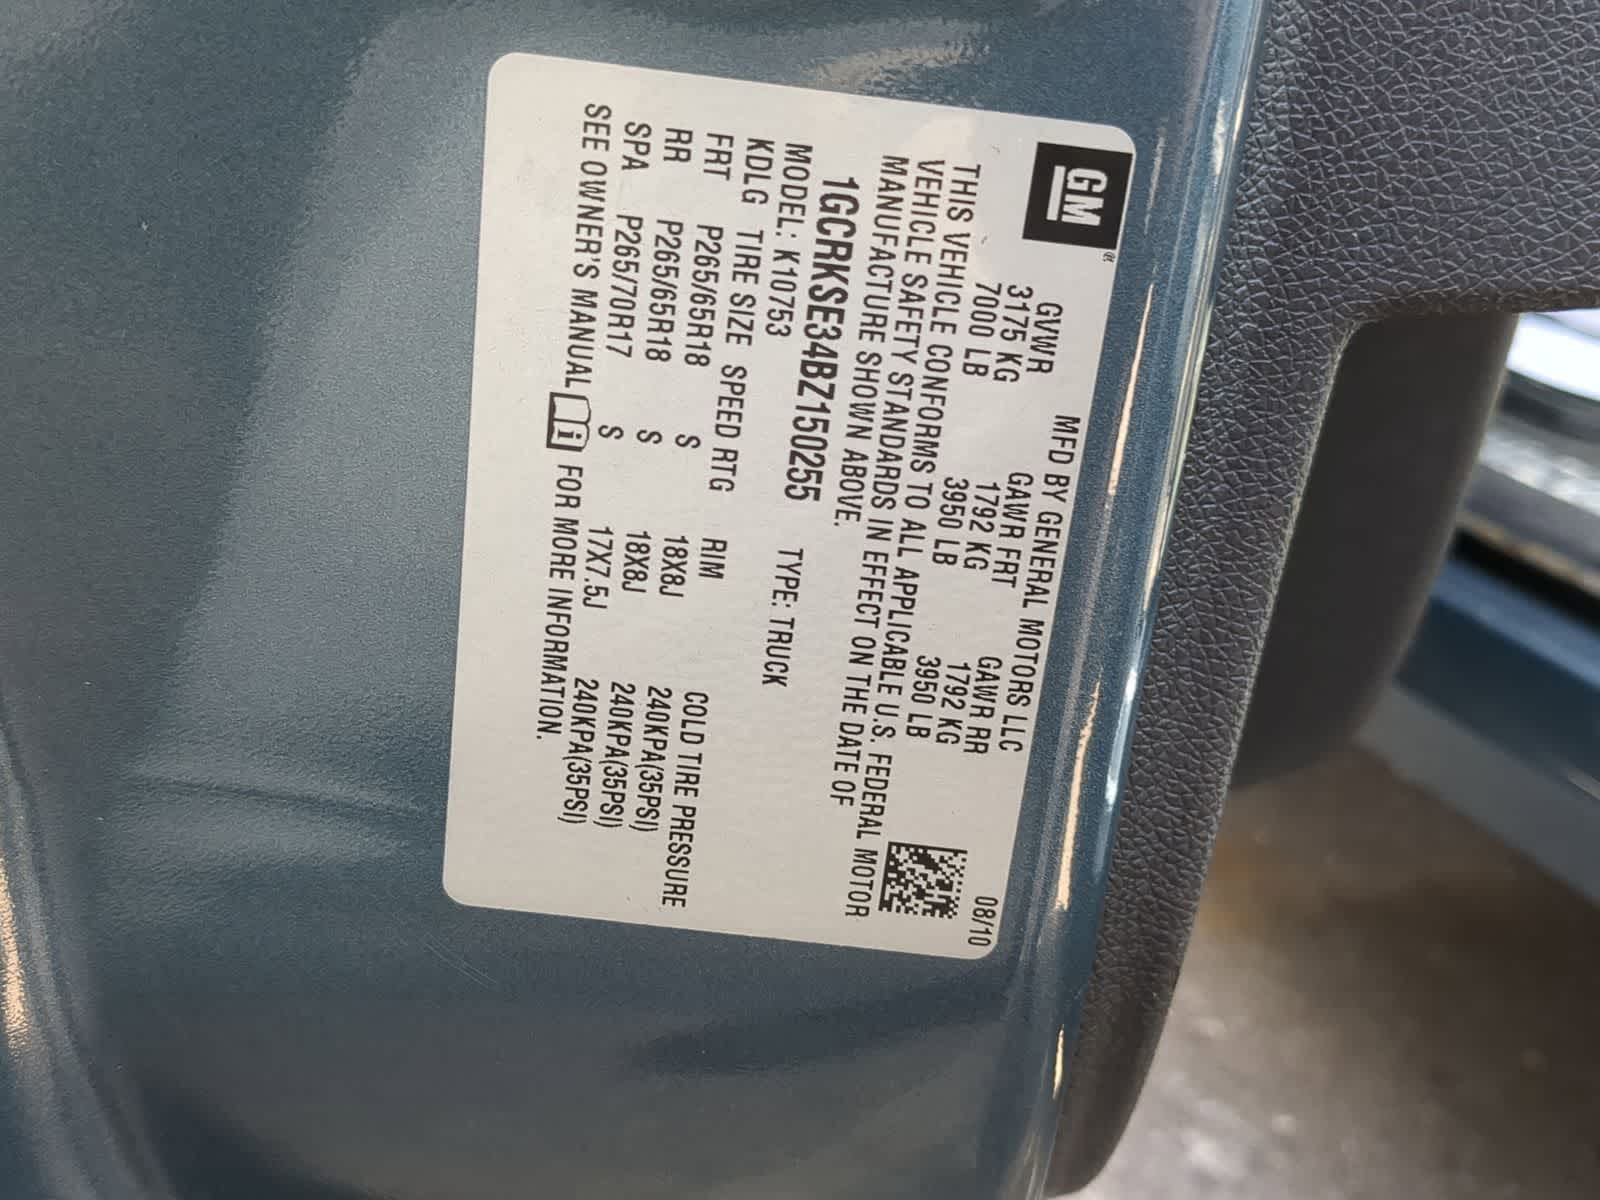 GM
MFD BY GENERAL MOTORS LLC 08/10
GVWR GAWR FRT GAWR RR
3175 KG 1792 KG 1792 KG
7000 LB 3950 LB 3950 LB
THIS VEHICLE CONFORMS TO ALL APPLICABLE U.S. FEDERAL MOTOR
VEHICLE SAFETY STANDARDS IN EFFECT ON THE DATE OF
MANUFACTURE SHOWN ABOVE.
1GCRKSE34BZ150255 TYPE: TRUCK
MODEL: K10753
KDLG TIRE SIZE SPEED RTG RIM COLD TIRE PRESSURE
FRT P265/65R18 S 18X8J 240KPA(35PSI)
RR P265/65R18 S 18X8J 240KPA(35PSI)
SPA P265/70R17 S 17X7.5J 240KPA(35PSI)
SEE OWNER'S MANUAL i FOR MORE INFORMATION.